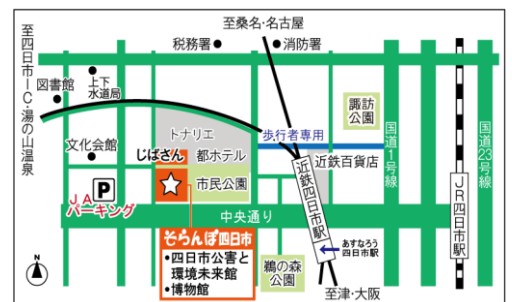 至桑名・名古屋
税務署
消防署
至四日市IC・湯の山温泉
図書館
上下
水道局
諏訪
公園
トナリエ
歩行者専用
国道1号線
国道23号線
文化会館
じばさん
都ホテル
近鉄百貨店
P
JA
パーキング
市民公園
近鉄四日市駅
JR四日市駅
中央通り
そらんぽ四日市
•四日市公害と
環境未来館
•博物館
鵜の森
公園
あすなろう
四日市駅
N
至津・大阪